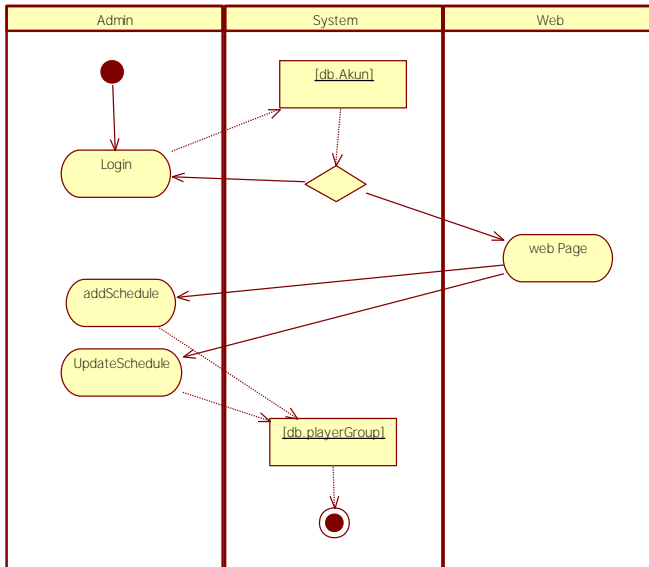 Admin
System
Web
[db.Akun]
Login
web Page
addSchedule
UpdateSchedule
[db.playerGroup]